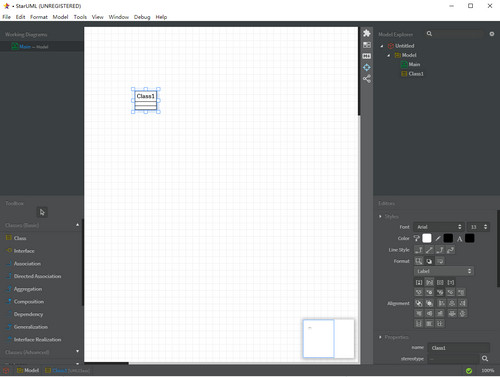 • StarUML (UNREGISTERED)
File Edit Format Model Tools View Window Debug Help
Working Diagrams
Main — Model
Class1
Model Explorer
Untitled
Model
Main
Class1
Toolbox
Classes (Basic)
Class
Interface
Association
Directed Association
Aggregation
Composition
Dependency
Generalization
Interface Realization
Classes (Advanced)
Editors
Styles
Font Arial 13
Color
Line Style
Format
Label
Alignment
Properties
name Class1
stereotype
Model Class1 100%